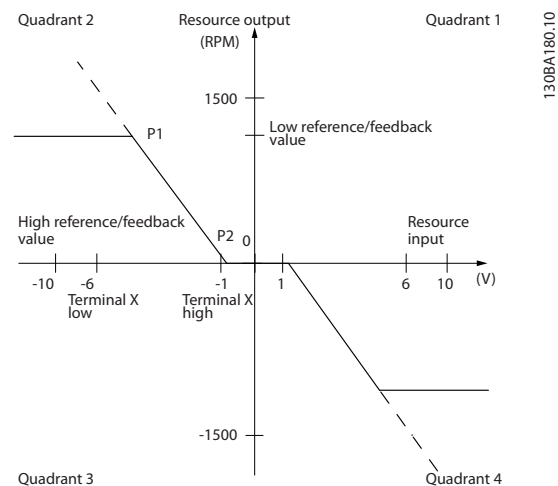 Quadrant 2
Resource output
(RPM)
Quadrant 1
130BA180.10
1500
P1
Low reference/feedback
value
High reference/feedback
value
P2
0
Resource
input
(V)
-10
-6
-1
1
6
10
Terminal X
low
Terminal X
high
-1500
Quadrant 3
Quadrant 4